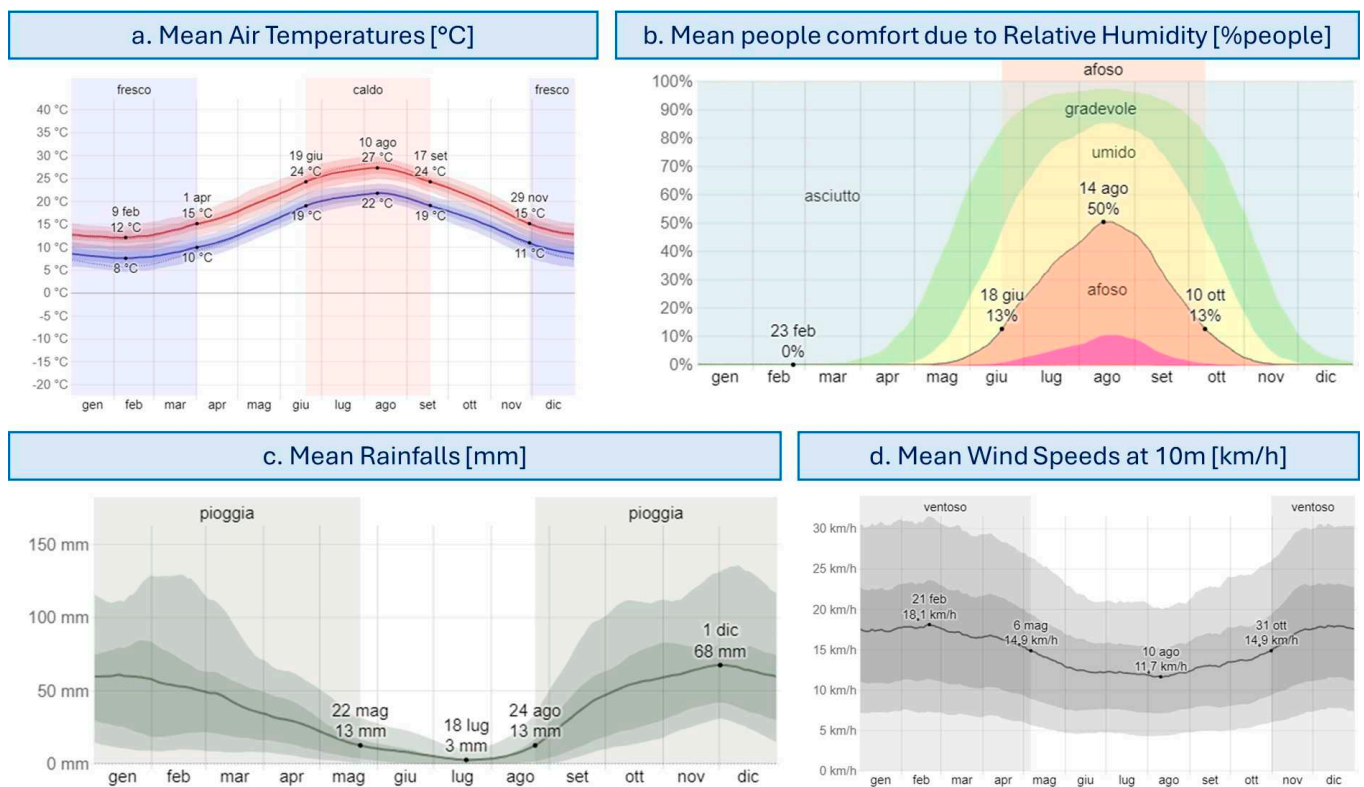 a. Mean Air Temperatures [°C]
fresco
caldo
fresco
40 °C
35 °C
30 °C
25 °C
20 °C
15 °C
10 °C
5 °C
0 °C
-5 °C
-10 °C
-15 °C
-20 °C
9 feb
12 °C
8 °C
1 apr
15 °C
10 °C
19 giu
24 °C
19 °C
10 ago
27 °C
22 °C
17 set
24 °C
19 °C
29 nov
15 °C
11 °C
gen feb mar apr mag giu lug ago set ott nov dic
b. Mean people comfort due to Relative Humidity [%people]
afoso
100%
90%
80%
70%
60%
50%
40%
30%
20%
10%
0%
gradevole
umido
asciutto
14 ago
50%
afoso
18 giu
13%
10 ott
13%
23 feb
0%
gen feb mar apr mag giu lug ago set ott nov dic
c. Mean Rainfalls [mm]
pioggia
pioggia
150 mm
100 mm
50 mm
0 mm
22 mag
13 mm
18 lug
3 mm
24 ago
13 mm
1 dic
68 mm
gen feb mar apr mag giu lug ago set ott nov dic
d. Mean Wind Speeds at 10m [km/h]
ventoso
ventoso
30 km/h
25 km/h
20 km/h
15 km/h
10 km/h
5 km/h
0 km/h
21 feb
18,1 km/h
6 mag
14,9 km/h
10 ago
11,7 km/h
31 ott
14,9 km/h
gen feb mar apr mag giu lug ago set ott nov dic